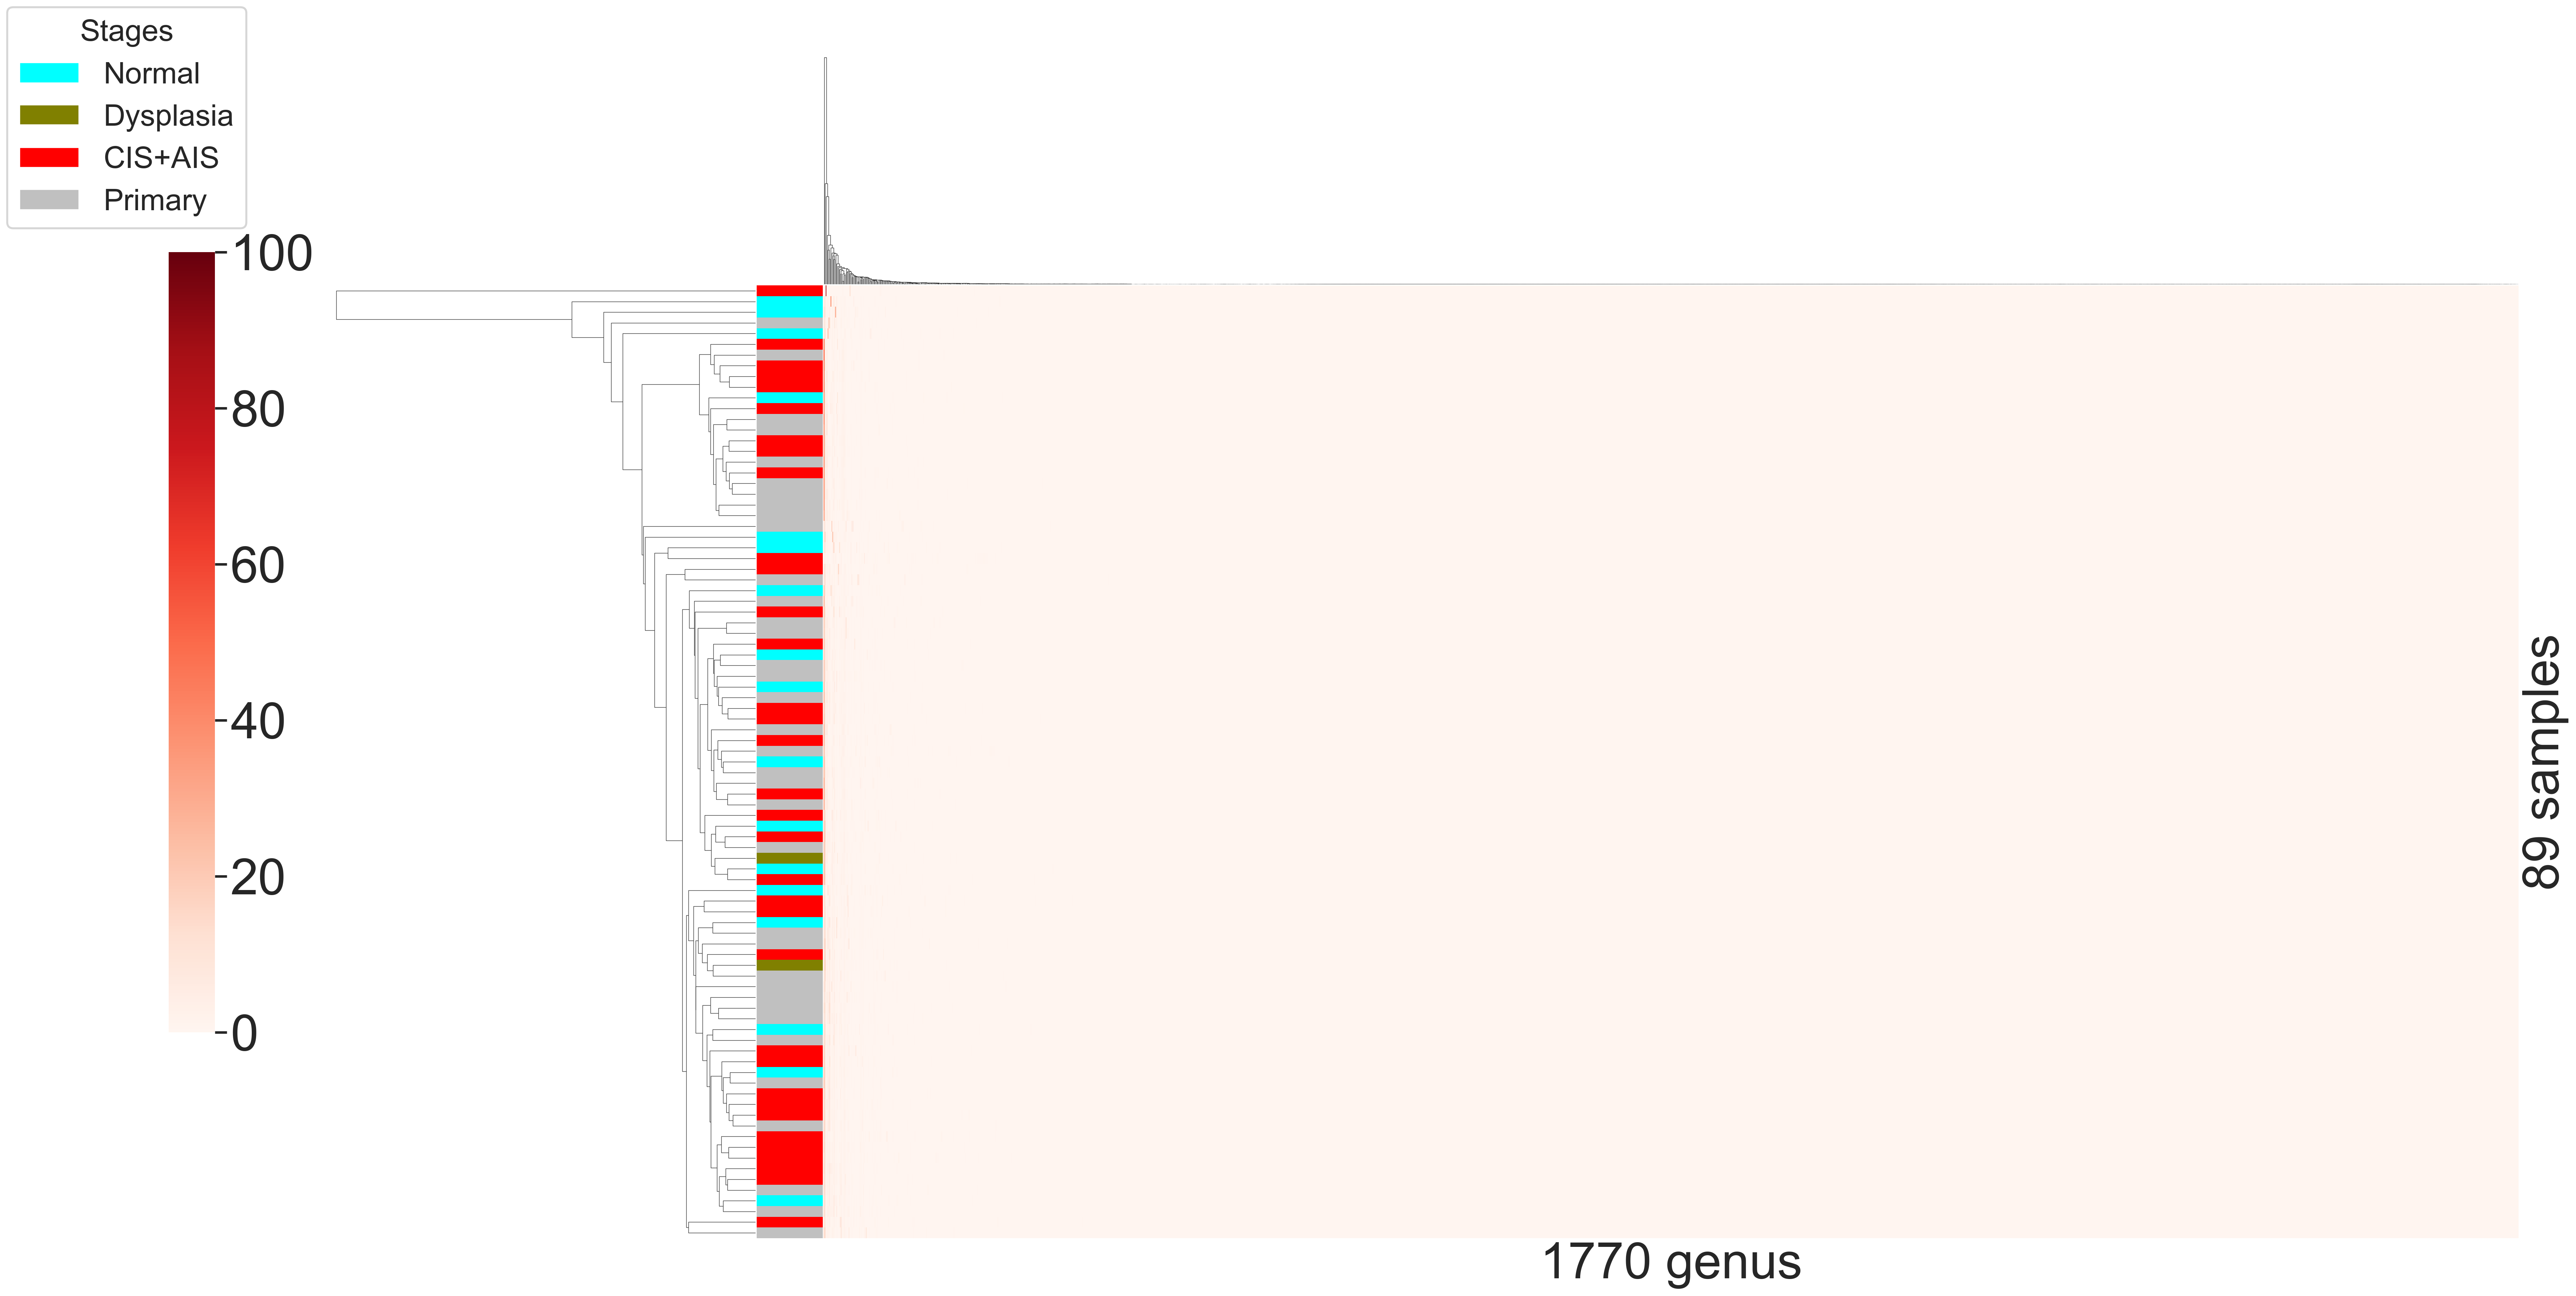 Stages
Normal
Dysplasia
CIS+AIS
Primary
100
80
60
40
20
0
89 samples
1770 genus